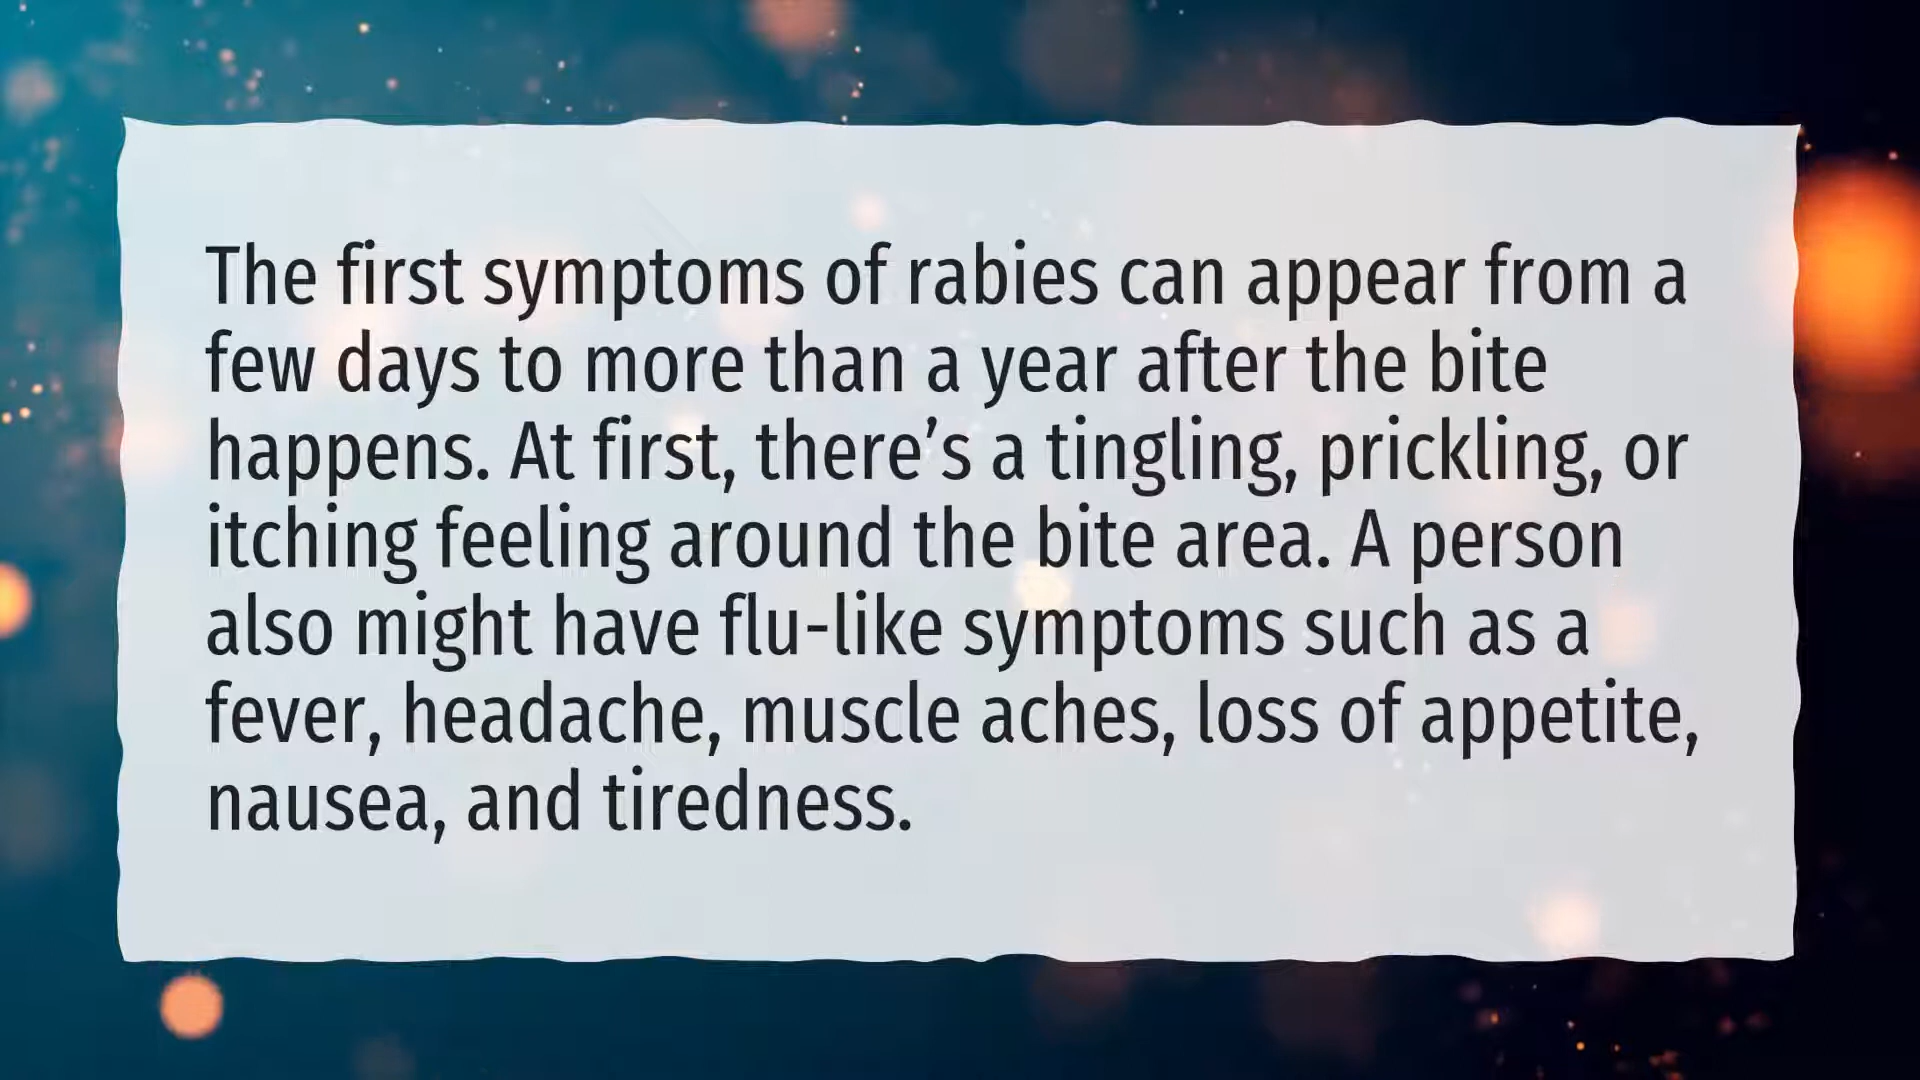 The first symptoms of rabies can appear from a
few days to more than a year after the bite
happens. At first, there’s a tingling, prickling, or
itching feeling around the bite area. A person
also might have flu-like symptoms such as a
fever, headache, muscle aches, loss of appetite,
nausea, and tiredness.